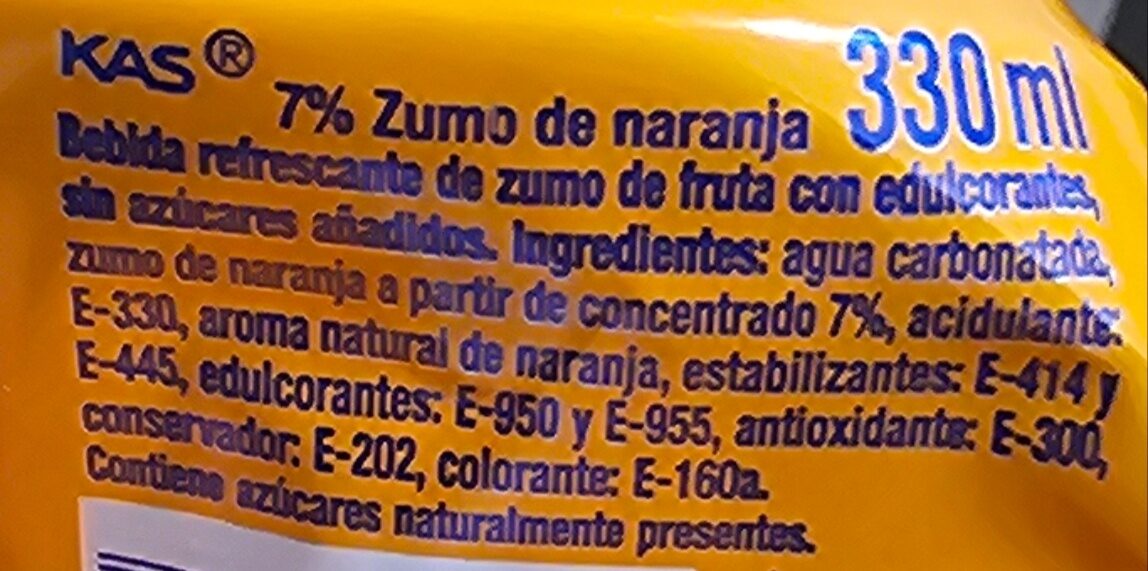 KAS® 330 ml
7% Zumo de naranja
Bebida refrescante de zumo de fruta con edulcorantes,
sin azúcares añadidos. Ingredientes: agua carbonatada,
zumo de naranja a partir de concentrado 7%, acidulante:
E-330, aroma natural de naranja, estabilizantes: E-414 y
E-445, edulcorantes: E-950 y E-955, antioxidante: E-300,
conservador: E-202, colorante: E-160a.
Contiene azúcares naturalmente presentes.